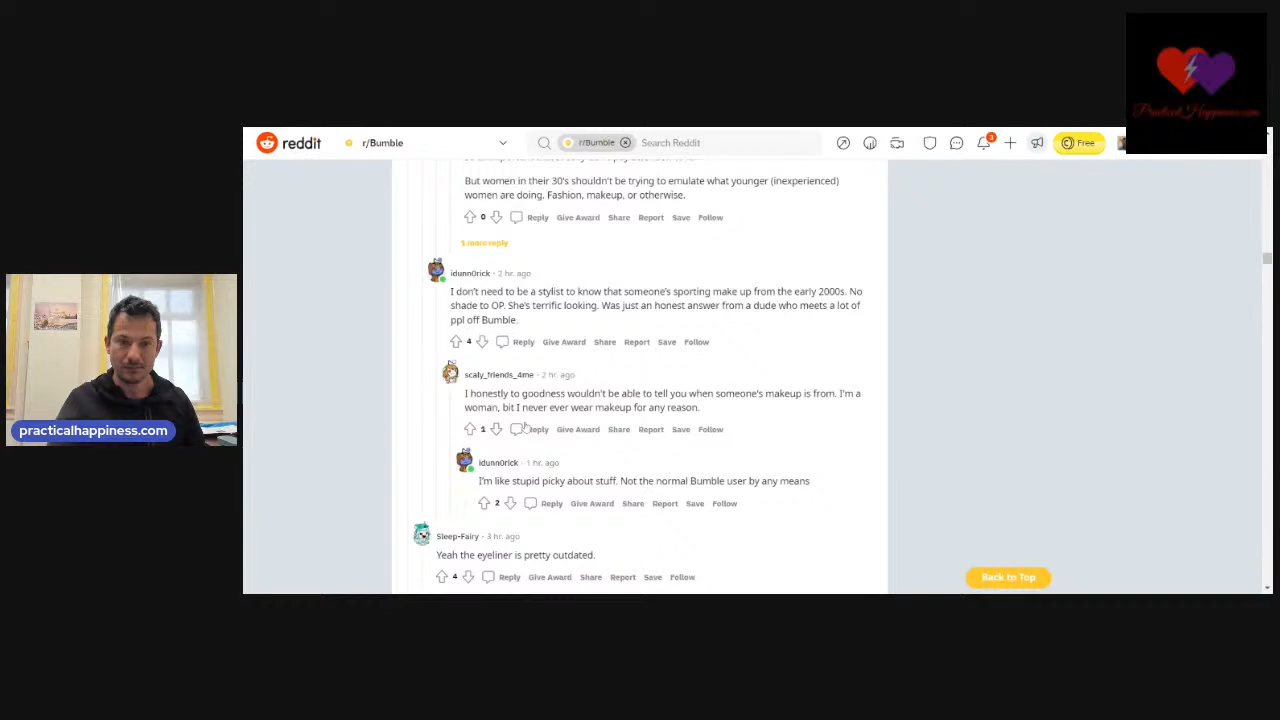 PracticalHappiness.com
reddit
r/Bumble
r/Bumble
Search Reddit
3
Free
But women in their 30's shouldn't be trying to emulate what younger (inexperienced)
women are doing. Fashion, makeup, or otherwise.
0 Reply Give Award Share Report Save Follow
1 more reply
idunn0rick · 2 hr. ago
I don't need to be a stylist to know that someone's sporting make up from the early 2000s. No
shade to OP. She's terrific looking. Was just an honest answer from a dude who meets a lot of
ppl off Bumble.
4 Reply Give Award Share Report Save Follow
scaly_friends_4me · 2 hr. ago
I honestly to goodness wouldn't be able to tell you when someone's makeup is from. I'm a
woman, bit I never ever wear makeup for any reason.
1 Reply Give Award Share Report Save Follow
idunn0rick · 1 hr. ago
I'm like stupid picky about stuff. Not the normal Bumble user by any means
2 Reply Give Award Share Report Save Follow
Sleep-Fairy · 3 hr. ago
Yeah the eyeliner is pretty outdated.
4 Reply Give Award Share Report Save Follow
Back to Top
practicalhappiness.com